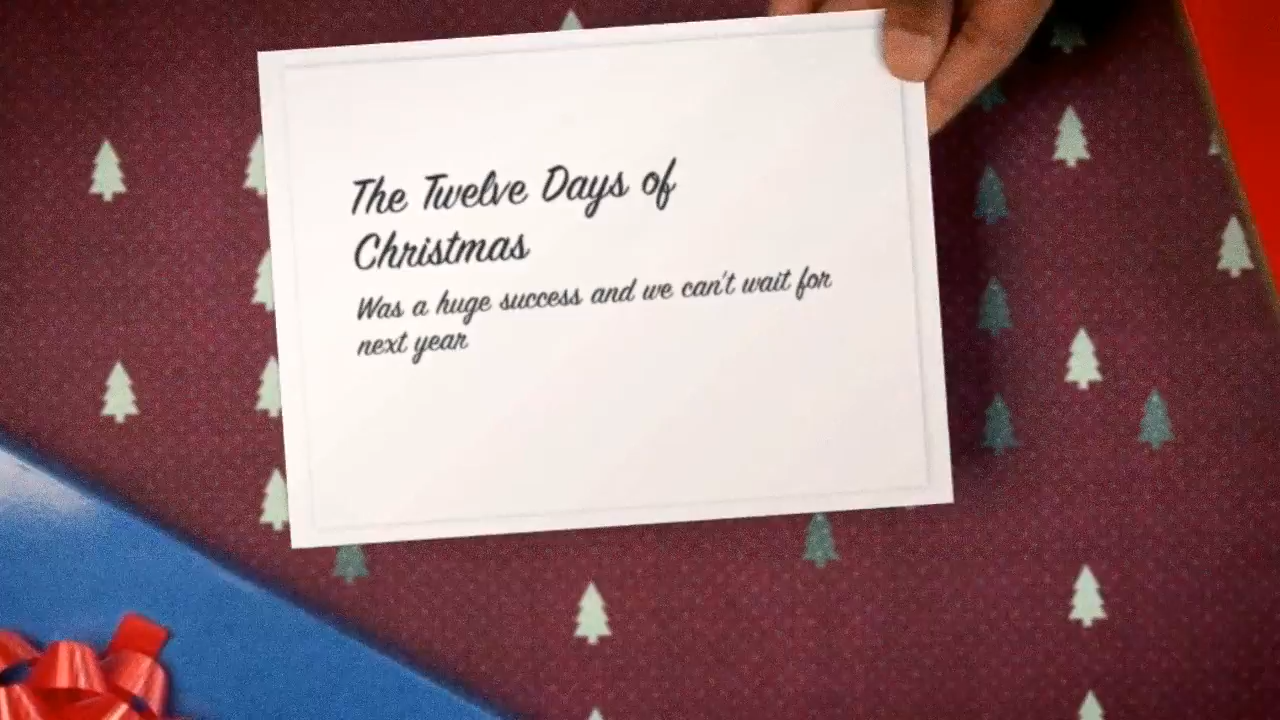 The Twelve Days of
Christmas
Was a huge success and we can't wait for
next year